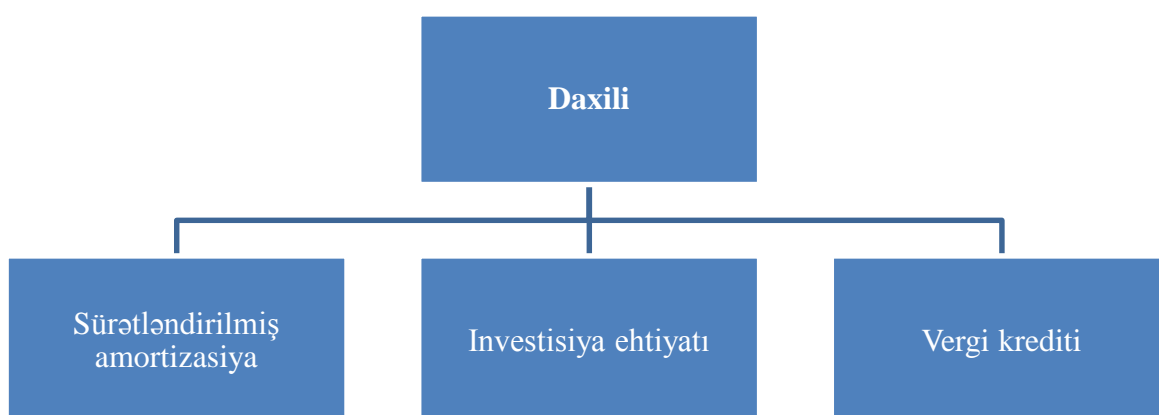 Daxili
Sürətləndirilmiş
amortizasiya
Investisiya ehtiyatı
Vergi krediti